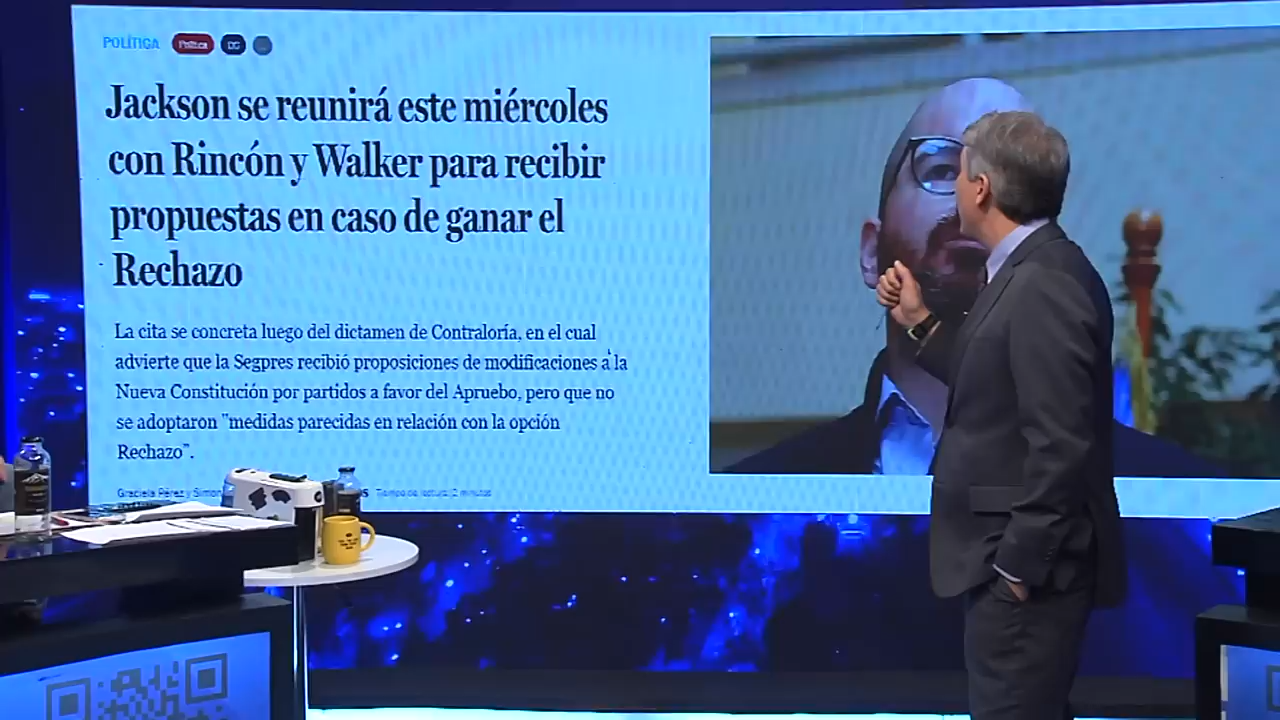 POLÍTICA Política DC
Jackson se reunirá este miércoles
con Rincón y Walker para recibir
propuestas en caso de ganar el
Rechazo
La cita se concreta luego del dictamen de Contraloría, en el cual
advierte que la Segpres recibió proposiciones de modificaciones a la
Nueva Constitución por partidos a favor del Apruebo, pero que no
se adoptaron "medidas parecidas en relación con la opción
Rechazo".
Graciela Pérez y Simon Tiempo de lectura: 2 minutos